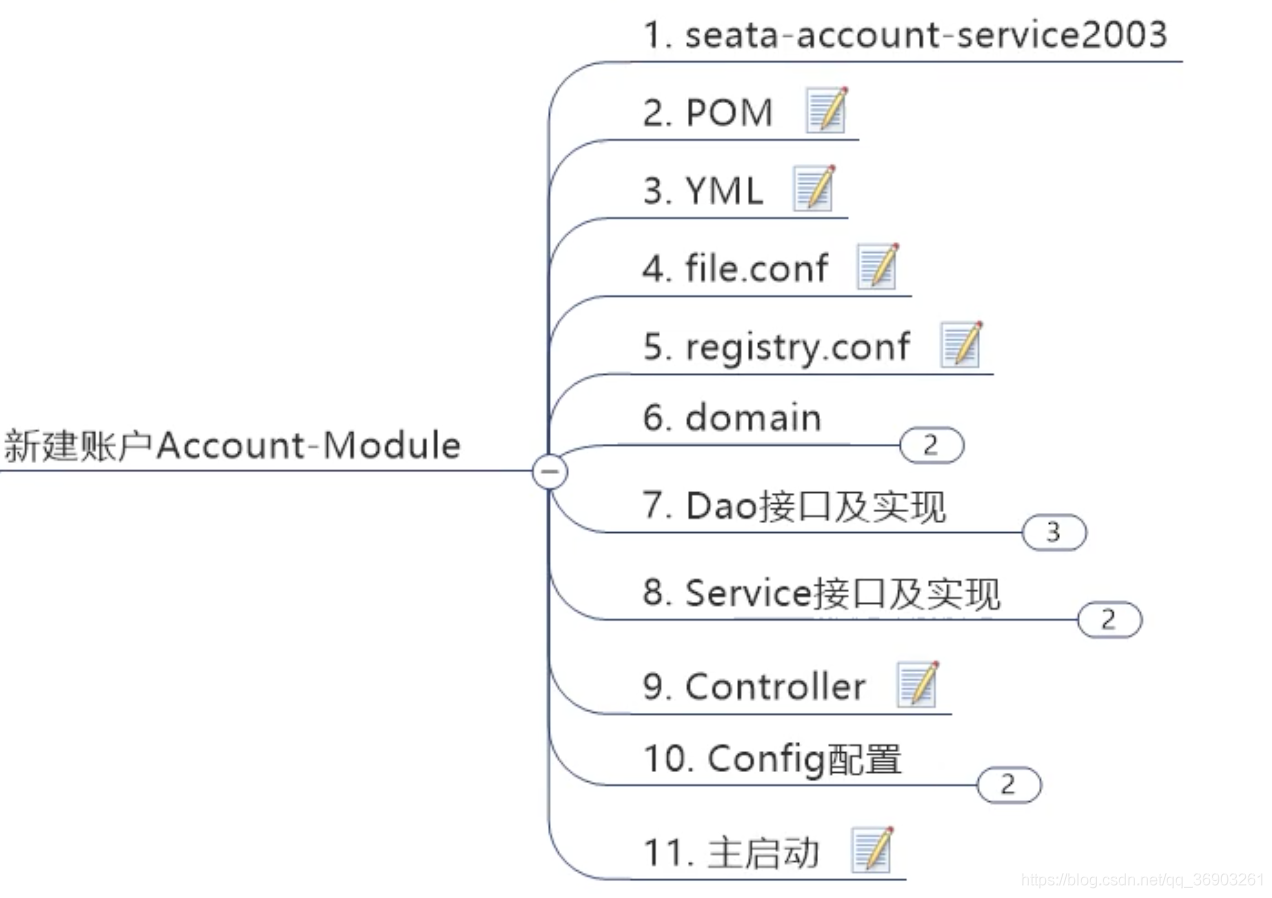 1. seata-account-service2003
2. POM
3. YML
4. file.conf
5. registry.conf
6. domain
2
新建账户Account-Module
7. Dao接口及实现
3
8. Service接口及实现
2
9. Controller
10. Config配置
2
11. 主启动
https://blog.csdn.net/qq_36903261